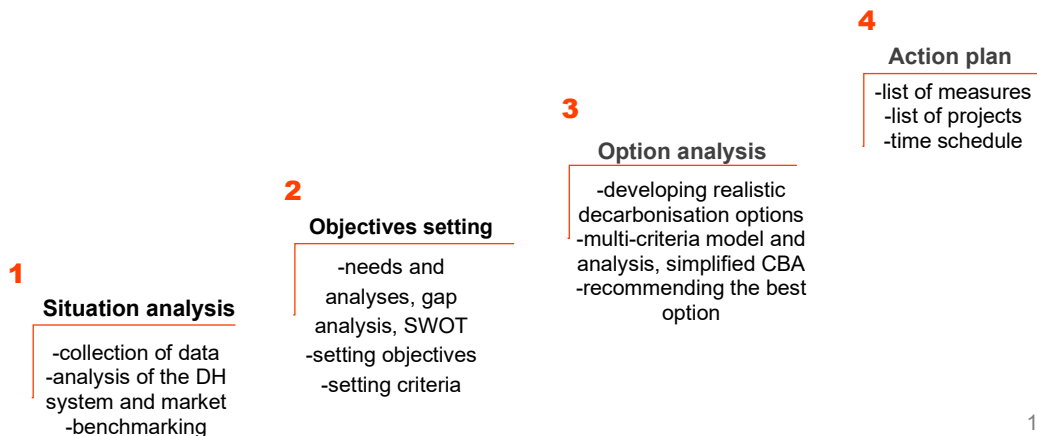 1
Situation analysis
-collection of data
-analysis of the DH
system and market
-benchmarking
2
Objectives setting
-needs and
analyses, gap
analysis, SWOT
-setting objectives
-setting criteria
3
Option analysis
-developing realistic
decarbonisation options
-multi-criteria model and
analysis, simplified CBA
-recommending the best
option
4
Action plan
-list of measures
-list of projects
-time schedule
1